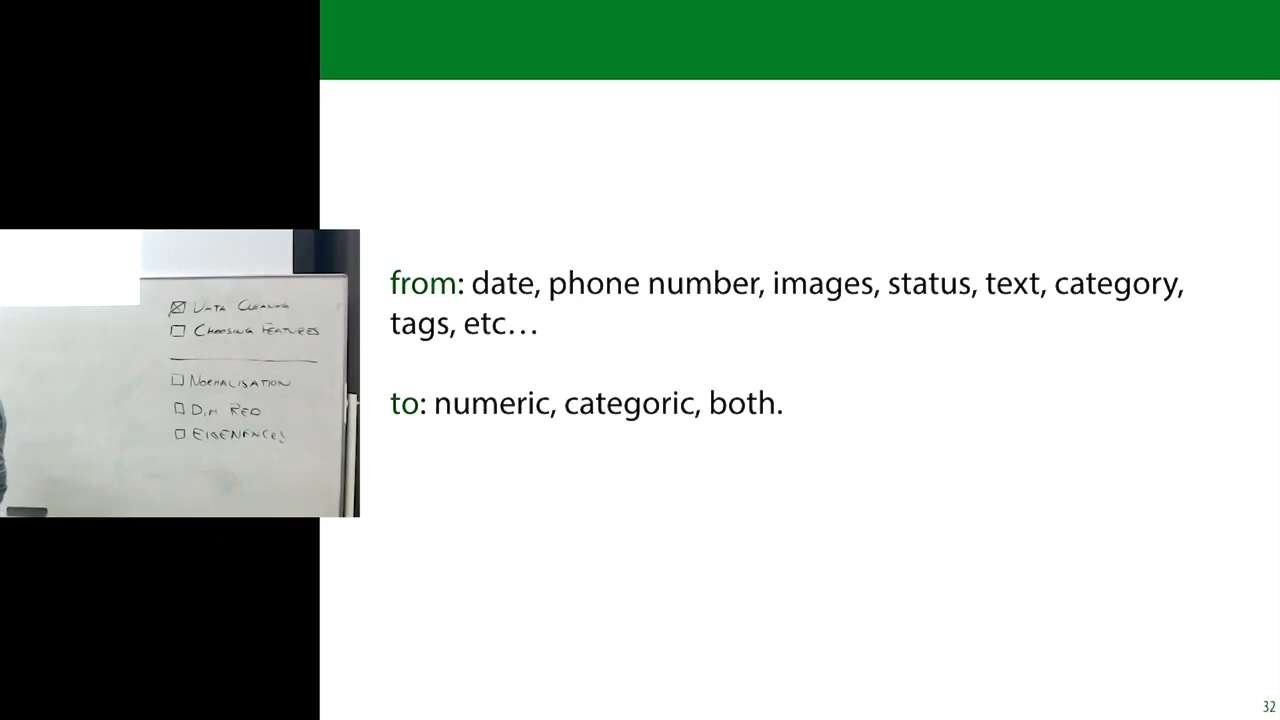 DATA CLEANING
CHOOSING FEATURES
NORMALISATION
DIM RED
EIGENFACES
from: date, phone number, images, status, text, category,
tags, etc…
to: numeric, categoric, both.
32